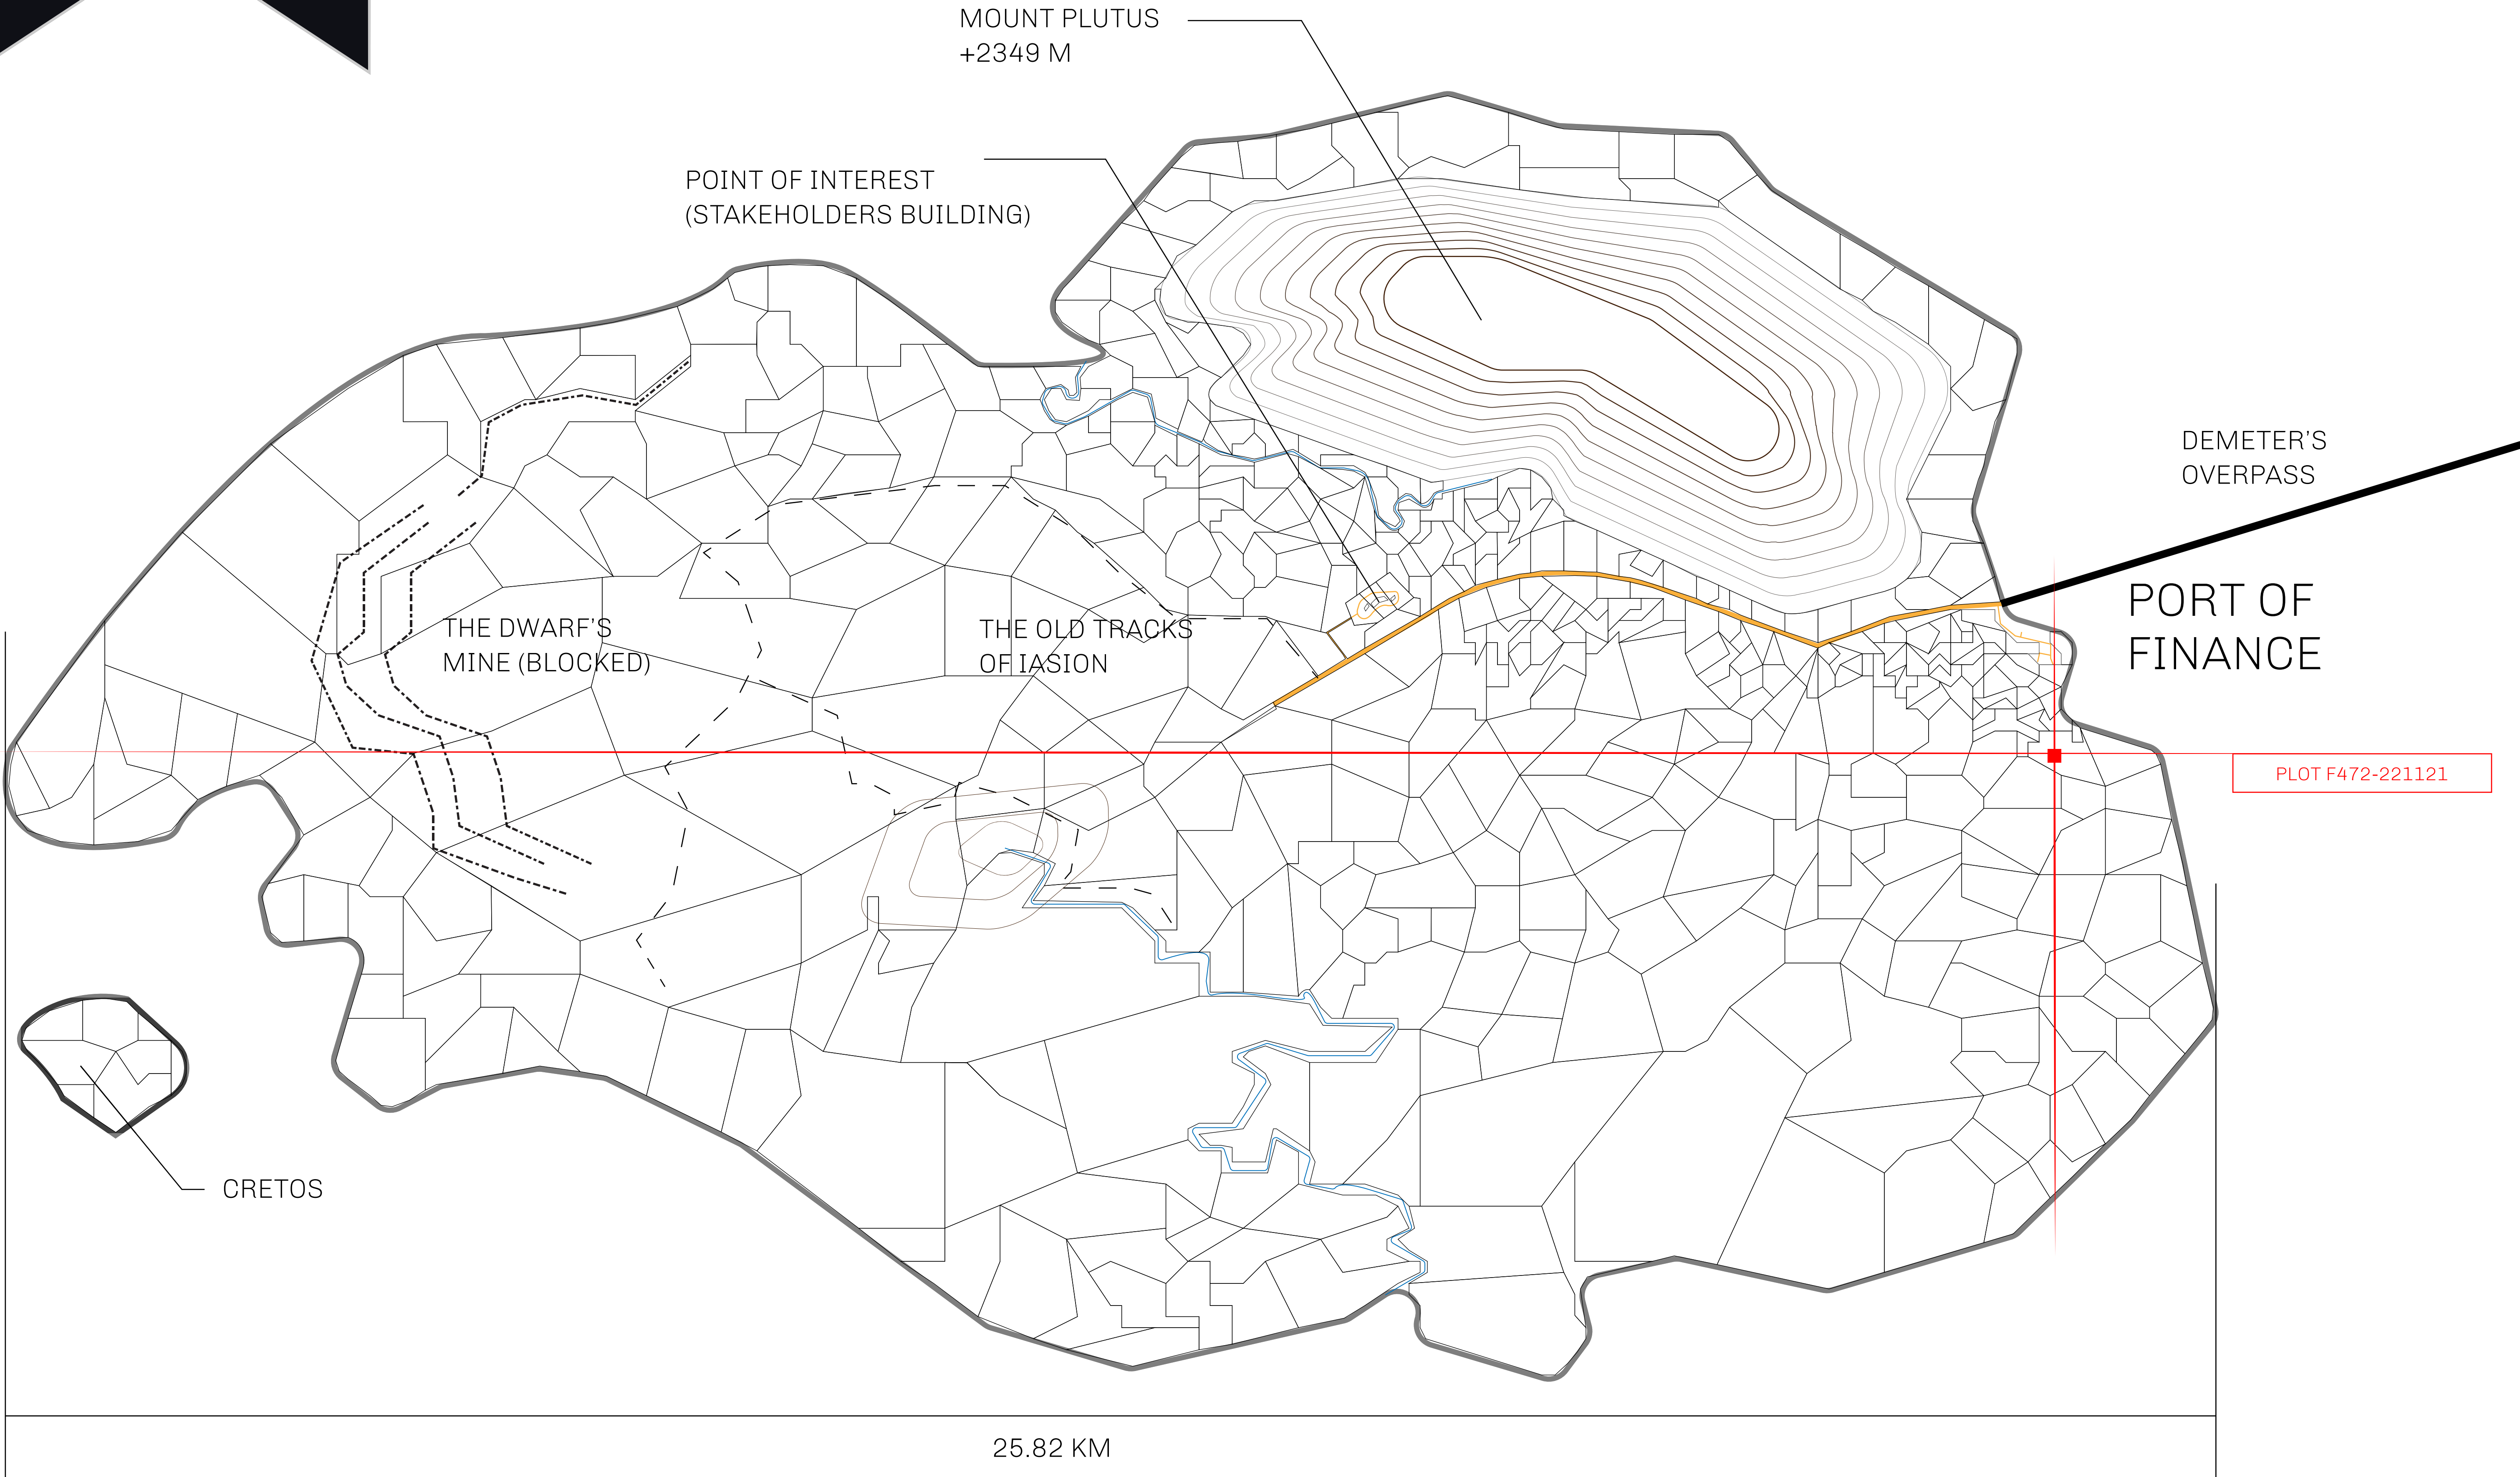 MOUNT PLUTUS
+2349 M
POINT OF INTEREST
(STAKEHOLDERS BUILDING)
DEMETER'S
OVERPASS
PORT OF
FINANCE
THE DWARF'S
MINE (BLOCKED)
THE OLD TRACKS
OF IASION
PLOT F472-221121
CRETOS
25.82 KM